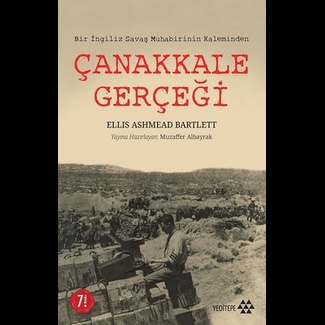 Bir İngiliz Savaş Muhabirinin Kaleminden
ÇANAKKALE
GERÇEĞİ
ELLIS ASHMEAD BARTLETT
Yayına Hazırlayan: Muzaffer Albayrak
7.
YEDİTEPE